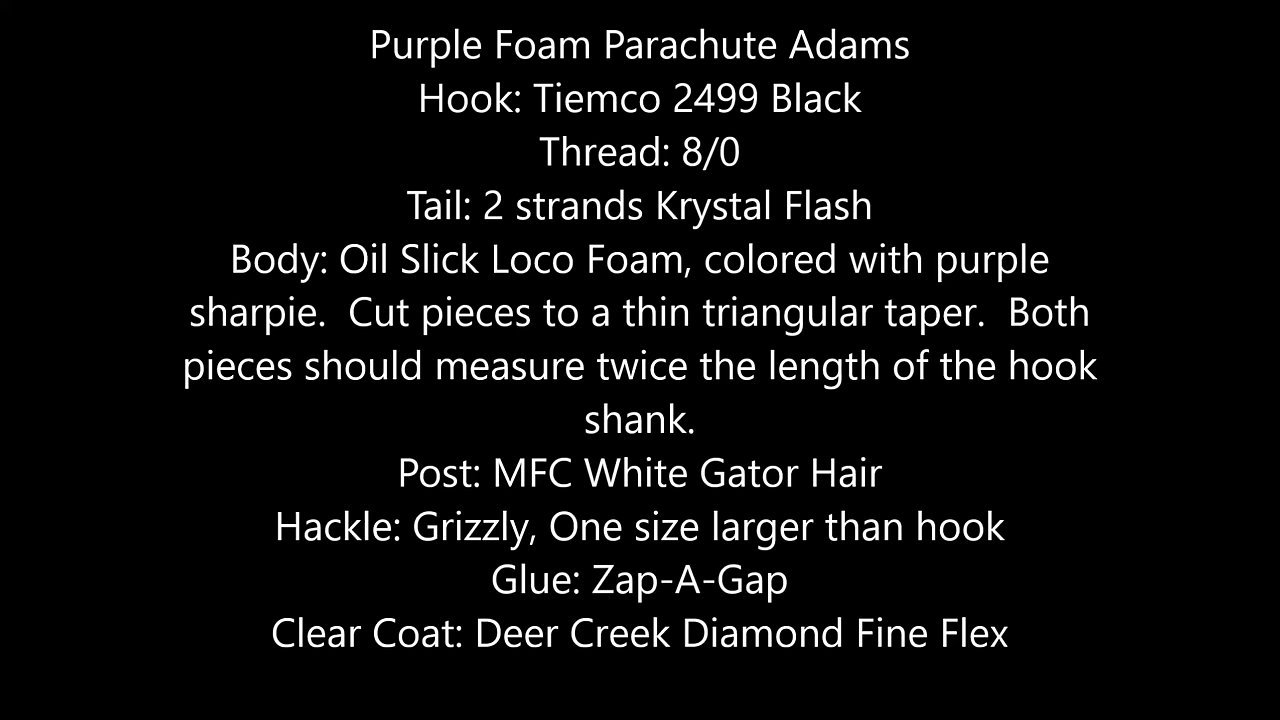 Purple Foam Parachute Adams
Hook: Tiemco 2499 Black
Thread: 8/0
Tail: 2 strands Krystal Flash
Body: Oil Slick Loco Foam, colored with purple
sharpie.  Cut pieces to a thin triangular taper.  Both
pieces should measure twice the length of the hook
shank.
Post: MFC White Gator Hair
Hackle: Grizzly, One size larger than hook
Glue: Zap-A-Gap
Clear Coat: Deer Creek Diamond Fine Flex